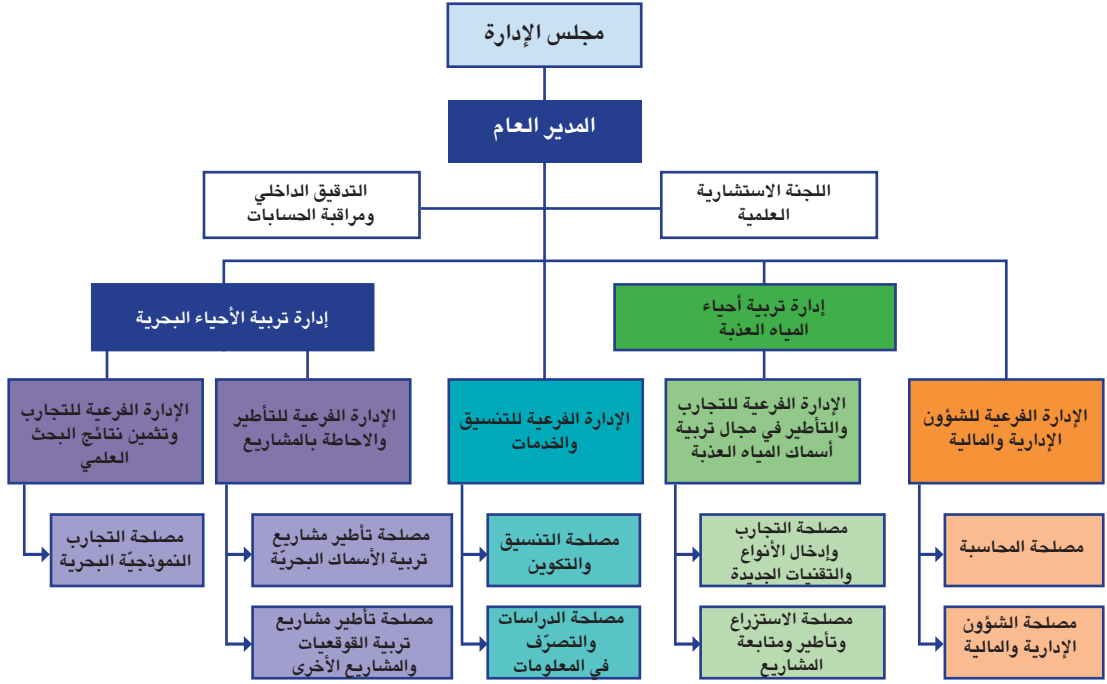 مجلس الإدارة
المدير العام
اللجنة الاستشارية
العلمية
التدقيق الداخلي
ومراقبة الحسابات
إدارة تربية أحياء
المياه العذبة
إدارة تربية الأحياء البحرية
الإدارة الفرعية للشؤون
الإدارية والمالية
الإدارة الفرعية للتجارب
والتأطير في مجال تربية
أسماك المياه العذبة
الإدارة الفرعية للتنسيق
والخدمات
الإدارة الفرعية للتأطير
والاحاطة بالمشاريع
الإدارة الفرعية للتجارب
وتثمين نتائج البحث
العلمي
مصلحة المحاسبة
مصلحة التجارب
وإدخال الأنواع
والتقنيات الجديدة
مصلحة التنسيق
والتكوين
مصلحة تأطير مشاريع
تربية الأسماك البحريّة
مصلحة التجارب
النموذجيّة البحرية
مصلحة الشؤون
الإدارية والمالية
مصلحة الاستزراع
وتأطير ومتابعة
المشاريع
مصلحة الدراسات
والتصرّف
في المعلومات
مصلحة تأطير مشاريع
تربية القوقعيات
والمشاريع الأخرى